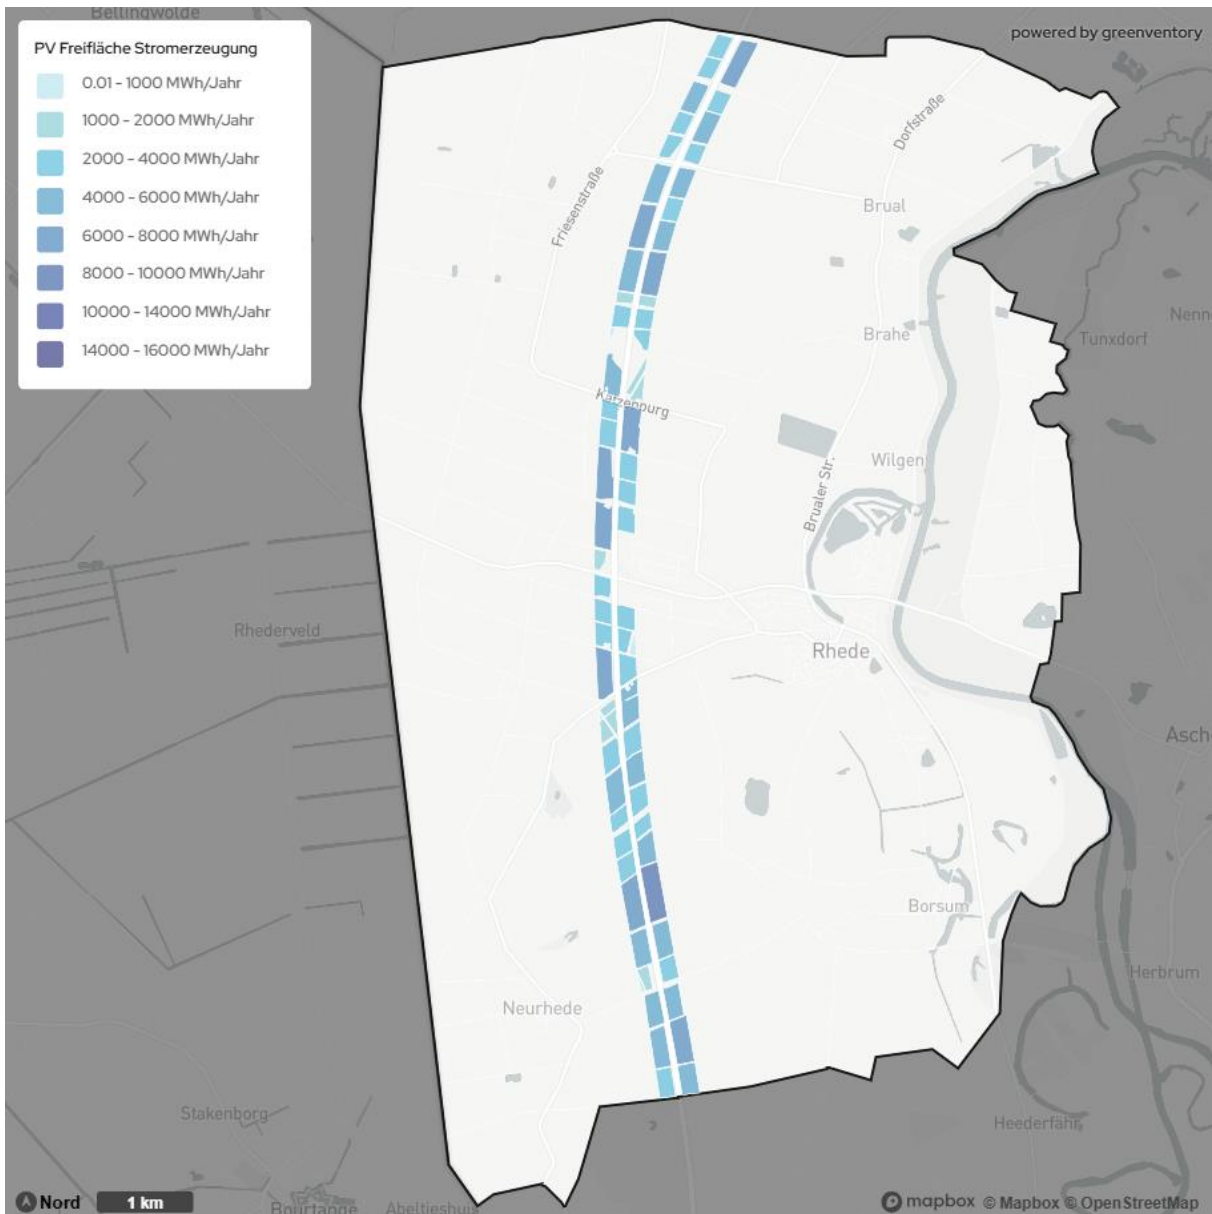 Bellingwolde
PV Freifläche Stromerzeugung
0.01 - 1000 MWh/Jahr
1000 - 2000 MWh/Jahr
2000 - 4000 MWh/Jahr
4000 - 6000 MWh/Jahr
6000 - 8000 MWh/Jahr
8000 - 10000 MWh/Jahr
10000 - 14000 MWh/Jahr
14000 - 16000 MWh/Jahr
powered by greenventory
Dorfstraße
Friesenstraße
Brual
Brahe
Tunxdorf
Nenn
Katzenburg
Wilgen
Brualer Str.
Rhederveld
Rhede
Asch
Borsum
Herbrum
Neurhede
Stakenborg
Heederfähr
Bourtange
Abeltjeshuis
Nord
1 km
mapbox © Mapbox © OpenStreetMap